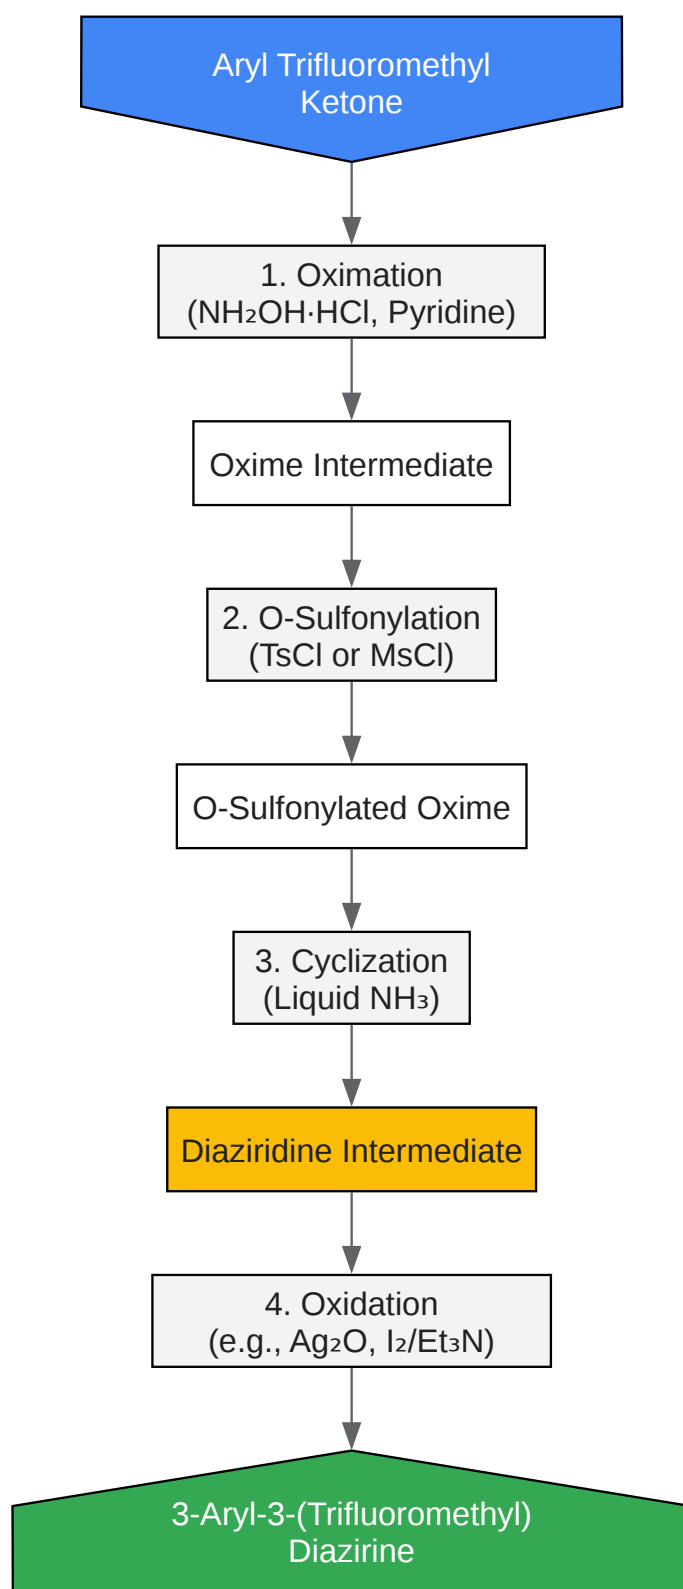 Aryl Trifluoromethyl
Ketone
1. Oximation
(NH₂OH·HCl, Pyridine)
Oxime Intermediate
2. O-Sulfonylation
(TsCl or MsCl)
O-Sulfonylated Oxime
3. Cyclization
(Liquid NH₃)
Diaziridine Intermediate
4. Oxidation
(e.g., Ag₂O, I₂/Et₃N)
3-Aryl-3-(Trifluoromethyl)
Diazirine